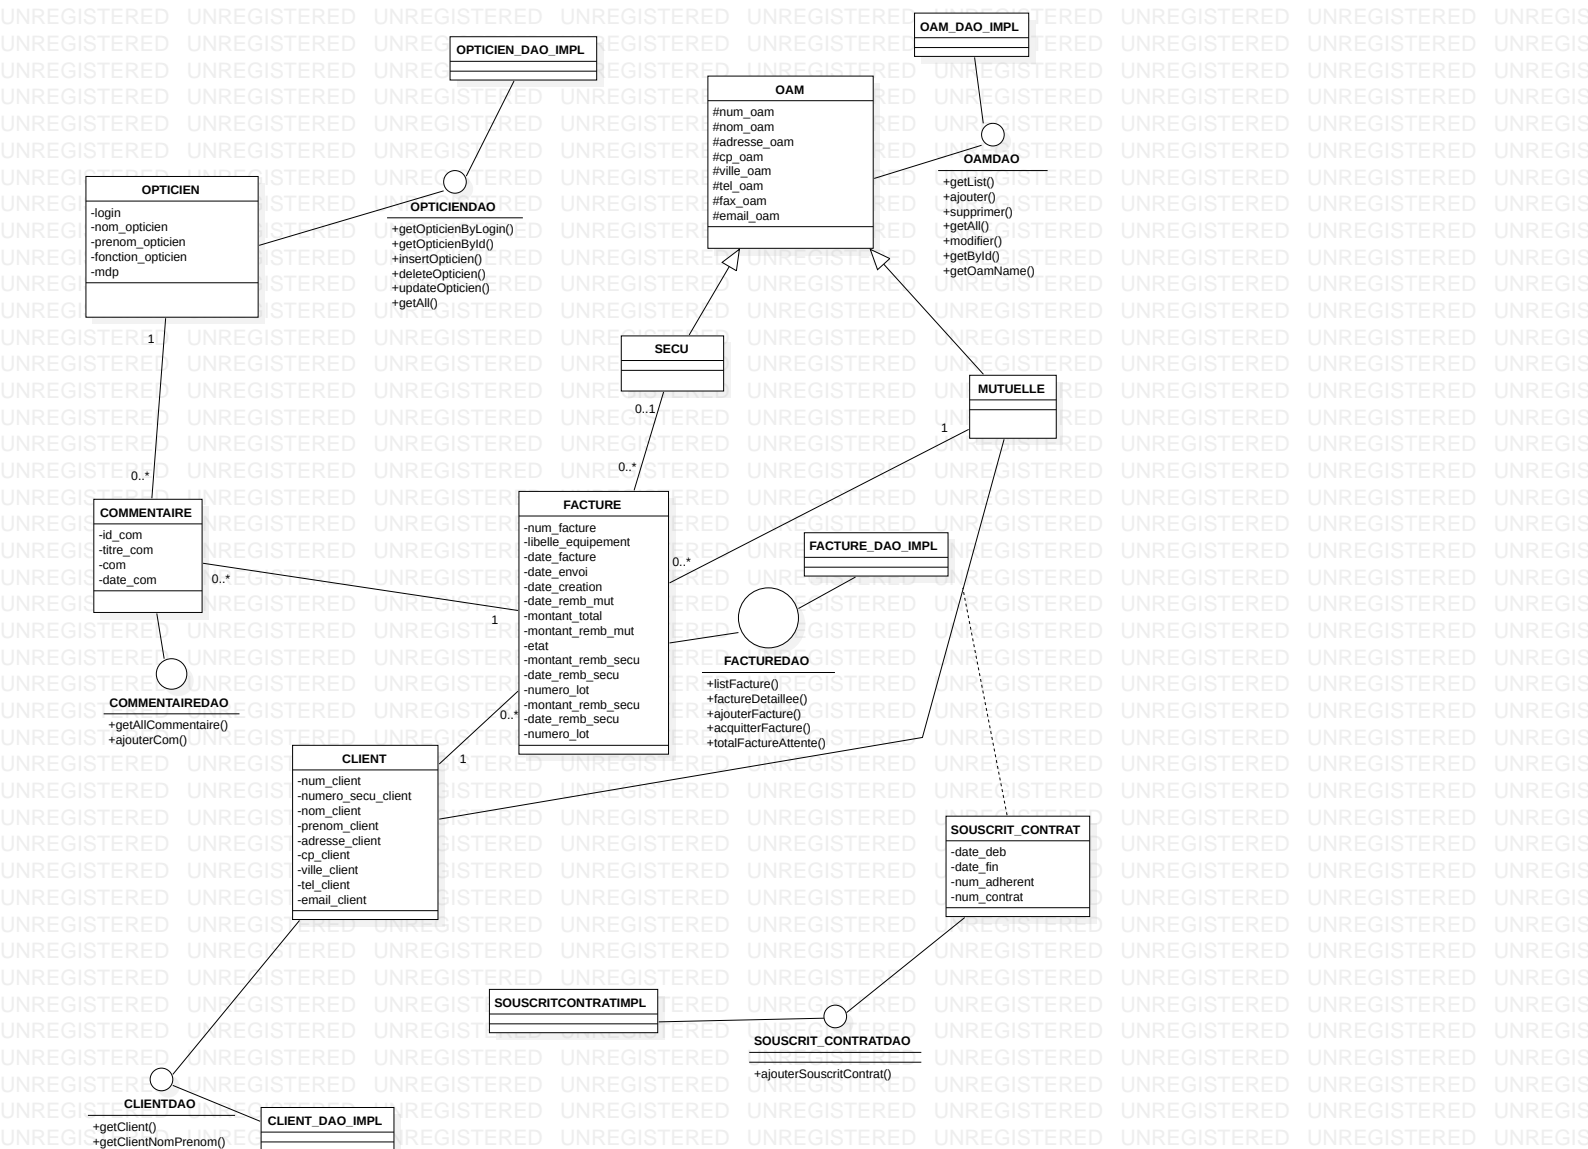 OAM_DAO_IMPL
OPTICIEN_DAO_IMPL
OAM
#num_oam
#nom_oam
#adresse_oam
#cp_oam
#ville_oam
#tel_oam
#fax_oam
#email_oam
OAMDAO
+getList()
+ajouter()
+supprimer()
+getAll()
+modifier()
+getById()
+getOamName()
OPTICIEN
-login
-nom_opticien
-prenom_opticien
-fonction_opticien
-mdp
OPTICIENDAO
+getOpticienByLogin()
+getOpticienById()
+insertOpticien()
+deleteOpticien()
+updateOpticien()
+getAll()
1
0..*
SECU
0..1
0..*
MUTUELLE
1
0..*
COMMENTAIRE
-id_com
-titre_com
-com
-date_com
0..*
1
FACTURE
-num_facture
-libelle_equipement
-date_facture
-date_envoi
-date_creation
-date_remb_mut
-montant_total
-montant_remb_mut
-etat
-montant_remb_secu
-date_remb_secu
-numero_lot
-montant_remb_secu
-date_remb_secu
-numero_lot
FACTURE_DAO_IMPL
FACTUREDAO
+listFacture()
+factureDetaillee()
+ajouterFacture()
+acquitterFacture()
+totalFactureAttente()
COMMENTAIREDAO
+getAllCommentaire()
+ajouterCom()
0..*
1
CLIENT
-num_client
-numero_secu_client
-nom_client
-prenom_client
-adresse_client
-cp_client
-ville_client
-tel_client
-email_client
SOUSCRIT_CONTRAT
-date_deb
-date_fin
-num_adherent
-num_contrat
SOUSCRITCONTRATIMPL
SOUSCRIT_CONTRATDAO
+ajouterSouscritContrat()
CLIENTDAO
+getClient()
+getClientNomPrenom()
CLIENT_DAO_IMPL
UNREGISTERED